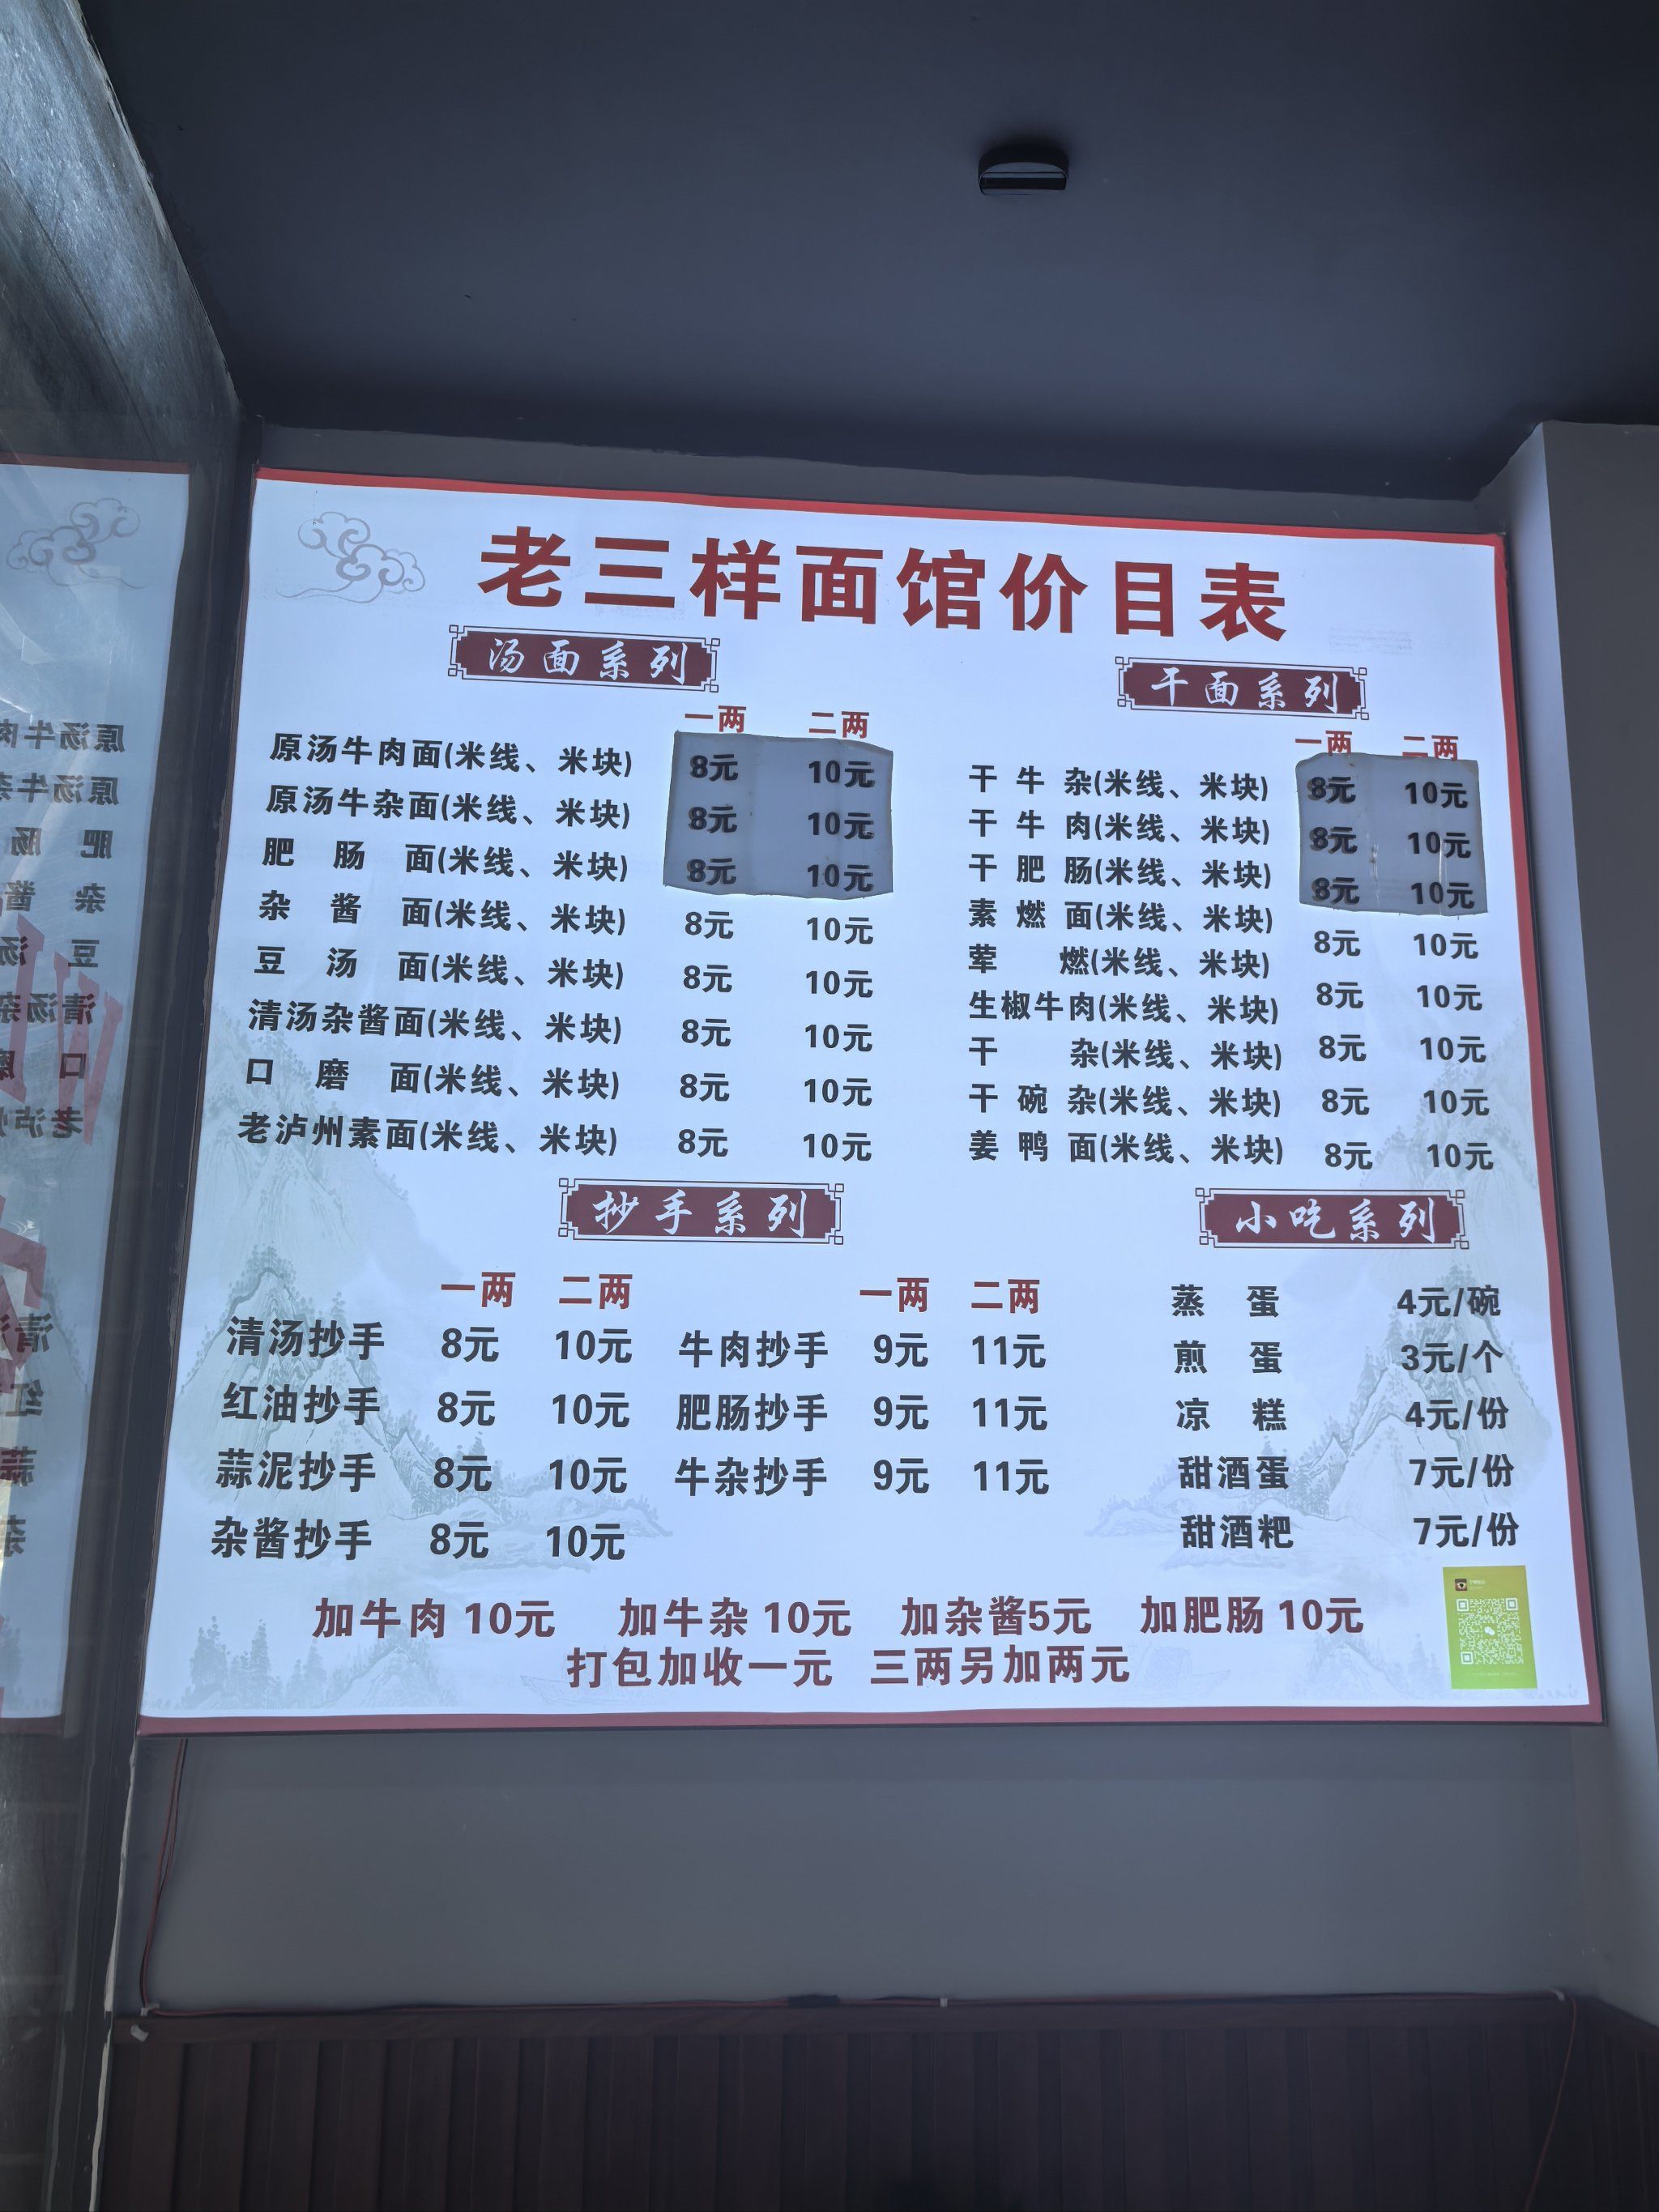 老三样面馆价目表
汤面系列
一两 二两
原汤牛肉面(米线、米块) 8元 10元
原汤牛杂面(米线、米块) 8元 10元
肥肠面(米线、米块) 8元 10元
杂酱面(米线、米块) 8元 10元
豆汤面(米线、米块) 8元 10元
清汤杂酱面(米线、米块) 8元 10元
口磨面(米线、米块) 8元 10元
老泸州素面(米线、米块) 8元 10元
干面系列
一两 二两
干牛杂(米线、米块) 8元 10元
干牛肉(米线、米块) 8元 10元
干肥肠(米线、米块) 8元 10元
素燃面(米线、米块) 8元 10元
荤燃(米线、米块) 8元 10元
生椒牛肉(米线、米块) 8元 10元
干杂(米线、米块) 8元 10元
干碗杂(米线、米块) 8元 10元
姜鸭面(米线、米块)
抄手系列
一两 二两 一两 二两
清汤抄手 8元 10元 牛肉抄手 9元 11元
红油抄手 8元 10元 肥肠抄手 9元 11元
蒜泥抄手 8元 10元 牛杂抄手 9元 11元
杂酱抄手 8元 10元
小吃系列
蒸蛋 4元/碗
煎蛋 3元/个
凉糕 4元/份
甜酒蛋 7元/份
甜酒粑 7元/份
加牛肉 10元 加牛杂 10元 加杂酱5元 加肥肠 10元
打包加收一元 三两另加两元